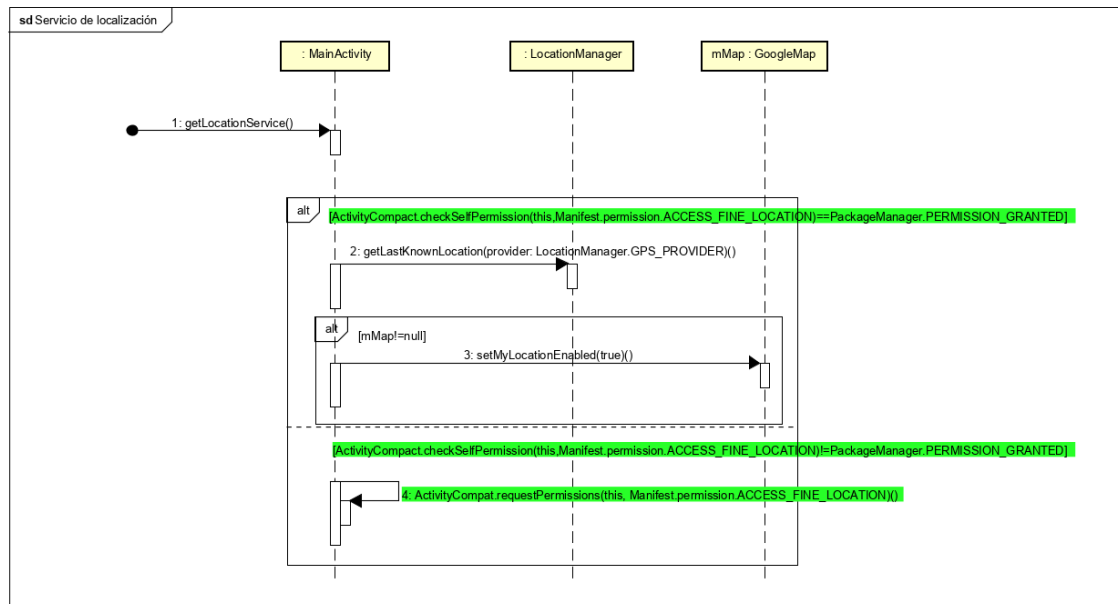 sd Servicio de localización
: MainActivity
: LocationManager
mMap : GoogleMap
1: getLocationService()
alt
[ActivityCompact.checkSelfPermission(this,Manifest.permission.ACCESS_FINE_LOCATION)==PackageManager.PERMISSION_GRANTED]
2: getLastKnownLocation(provider: LocationManager.GPS_PROVIDER)()
alt
[mMap!=null]
3: setMyLocationEnabled(true)()
[ActivityCompact.checkSelfPermission(this,Manifest.permission.ACCESS_FINE_LOCATION)!=PackageManager.PERMISSION_GRANTED]
4: ActivityCompat.requestPermissions(this, Manifest.permission.ACCESS_FINE_LOCATION)()